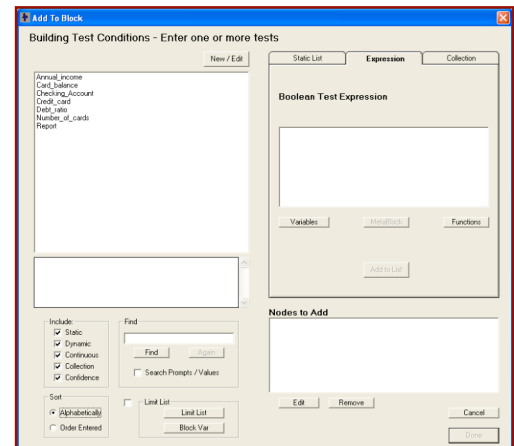 Add To Block
Building Test Conditions - Enter one or more tests
New / Edit
Annual_income
Card_balance
Checking_Account
Credit_card
Debt_ratio
Number_of_cards
Report
Static List
Expression
Collection
Boolean Test Expression
Variables
MetaBlock
Functions
Add to List
Include:
Static
Dynamic
Continuous
Collection
Confidence
Find
Find
Again
Search Prompts / Values
Sort
Alphabetically
Order Entered
Limit List
Limit List
Block Var
Nodes to Add
Edit
Remove
Cancel
Done